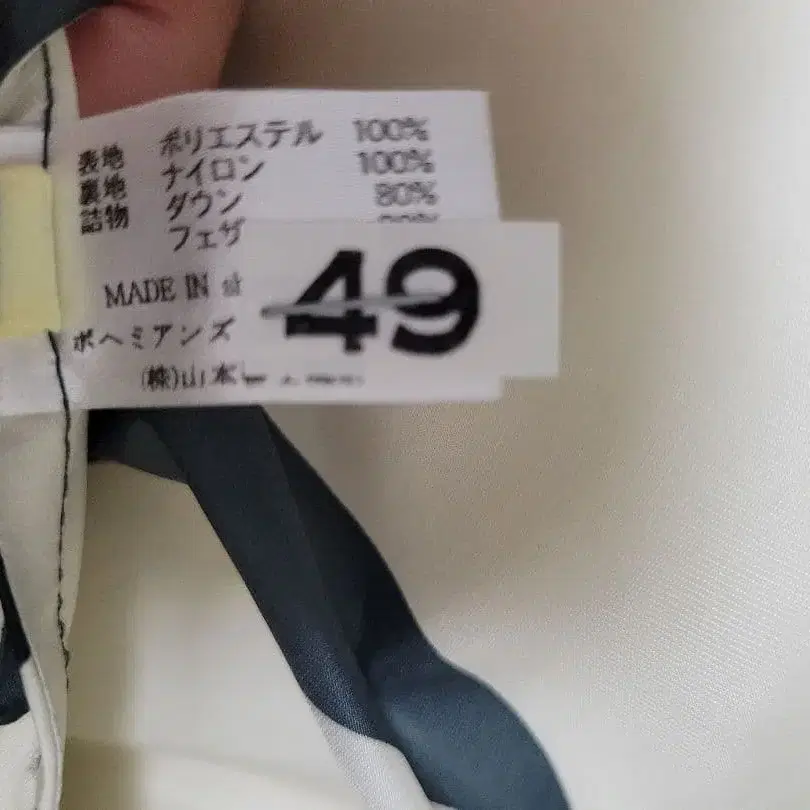 表地 ポリエステル 100%
裏地 ナイロン 100%
詰物 ダウン 80%
フェザ
MADE IN
49
ボヘミアンズ
(株)山本